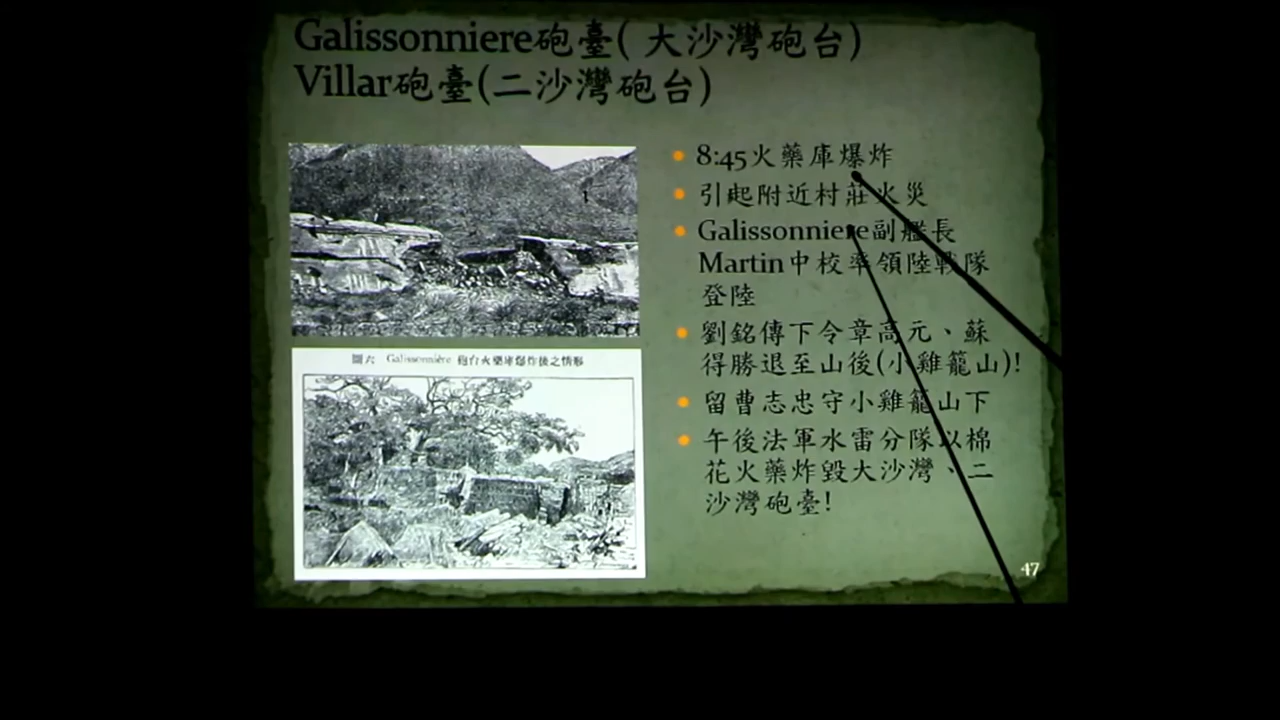 Galissonniere砲臺( 大沙灣砲台)
Villar砲臺(二沙灣砲台)
8:45火藥庫爆炸
引起附近村莊火災
Galissonniere副艦長
Martin中校率領陸戰隊
登陸
劉銘傳下令章高元、蘇
得勝退至山後(小雞籠山)!
留曹志忠守小雞籠山下
午後法軍水雷分隊以棉
花火藥炸毀大沙灣、二
沙灣砲臺!
圖六 Galissonnière 砲台火藥庫爆炸後之情形
47